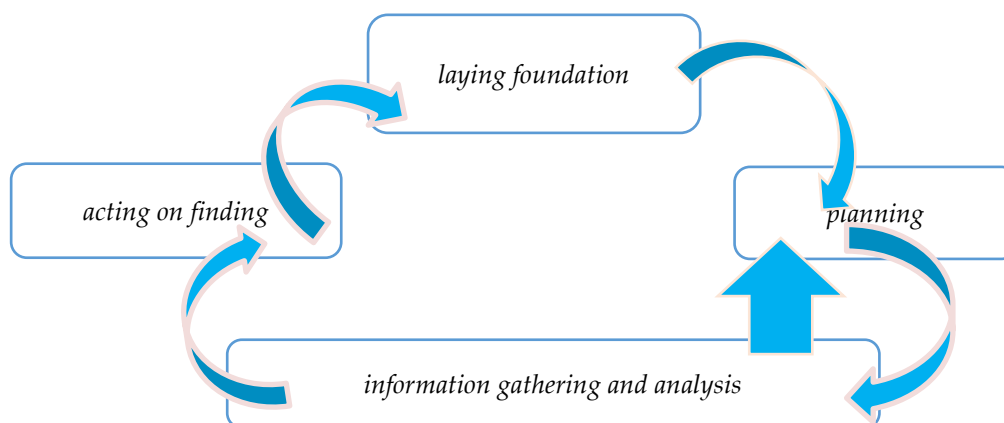 laying foundation
acting on finding
planning
information gathering and analysis